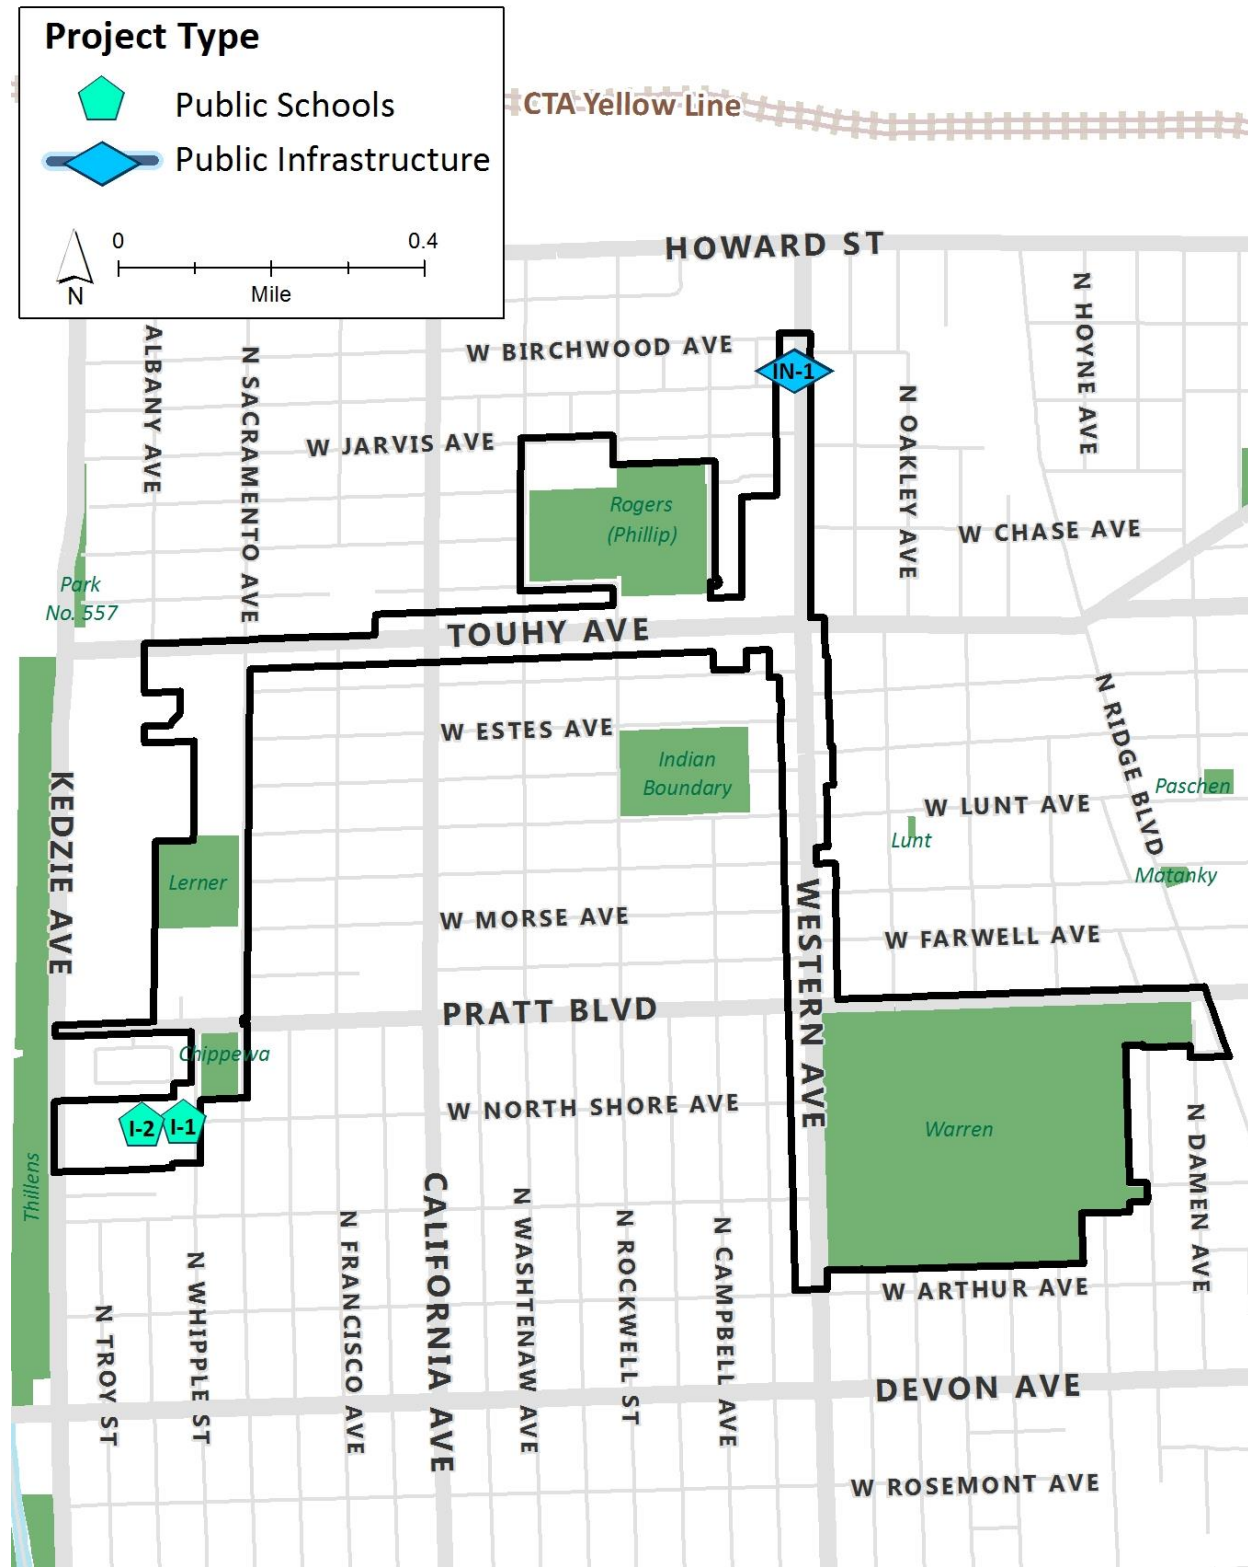 Project Type
Public Schools
Public Infrastructure
0 0.4
Mile
N
CTA Yellow Line
HOWARD ST
W BIRCHWOOD AVE
N HOYNE AVE
ALBANY AVE
N SACRAMENTO AVE
IN-1
W JARVIS AVE
N OAKLEY AVE
Rogers
(Phillip)
W CHASE AVE
Park
No. 557
TOUHY AVE
N RIDGE BLVD
W ESTES AVE
Indian
Boundary
KEDZIE AVE
Paschen
W LUNT AVE
Lunt
Lerner
Matanky
WESTERN AVE
W MORSE AVE
W FARWELL AVE
PRATT BLVD
Chippewa
W NORTH SHORE AVE
I-2
I-1
Warren
N DAMEN AVE
Thillens
CALIFORNIA AVE
N FRANCISCO AVE
N WASHTENAW AVE
N ROCKWELL ST
N CAMPBELL AVE
N WHIPPLE ST
N TROY ST
W ARTHUR AVE
DEVON AVE
W ROSEMONT AVE